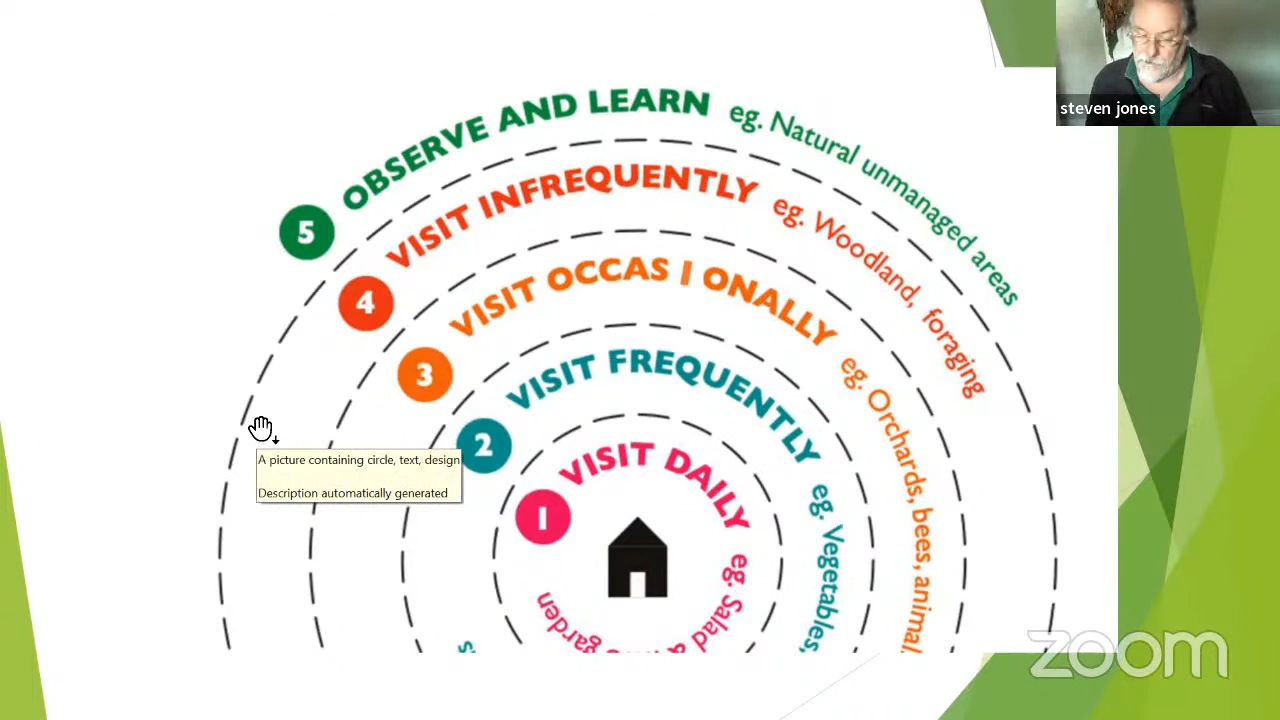 steven jones
5 OBSERVE AND LEARN eg. Natural unmanaged areas
4 VISIT INFREQUENTLY eg. Woodland, foraging
3 VISIT OCCAS I ONALLY eg. Orchards, bees, animal
2 VISIT FREQUENTLY eg. Vegetables,
1 VISIT DAILY eg. Salad &
garden
A picture containing circle, text, design
Description automatically generated
zoom